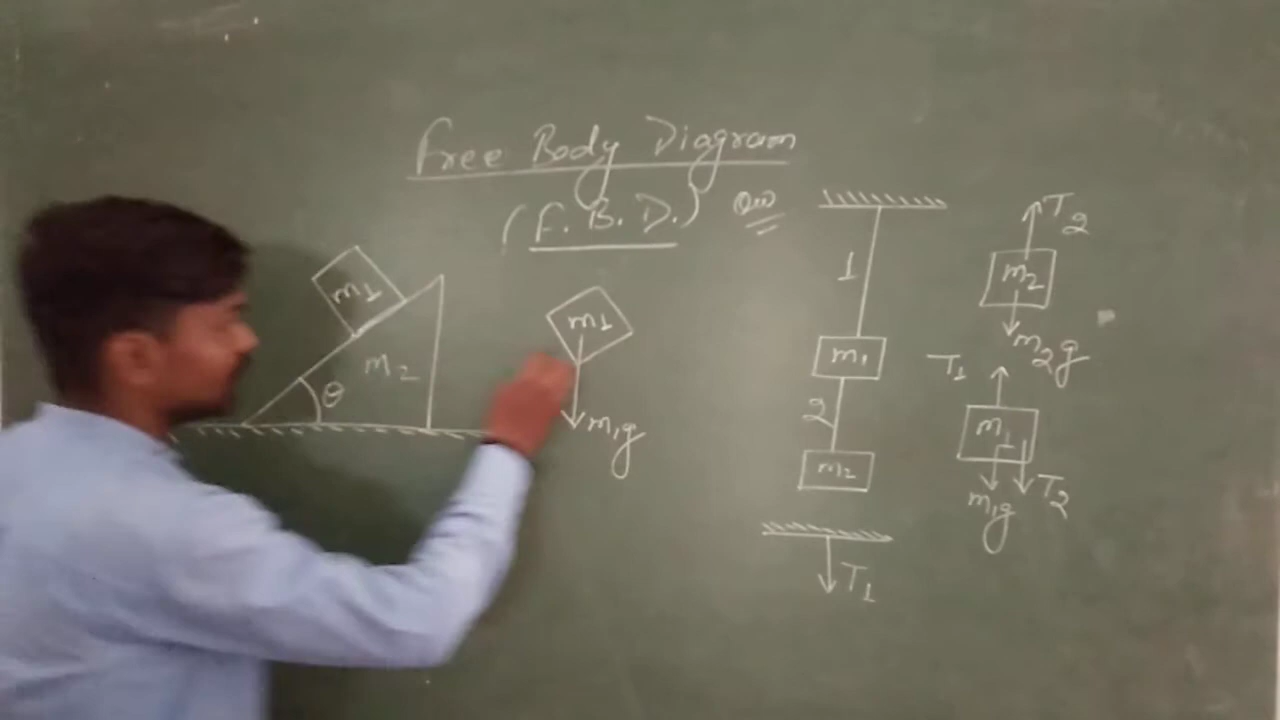 Free Body Diagram
(F. B. D.)
m1
m2
θ
m1
m1g
1
m1
2
m2
T1
T2
m2
m2g
T1
m1
m1g
T2